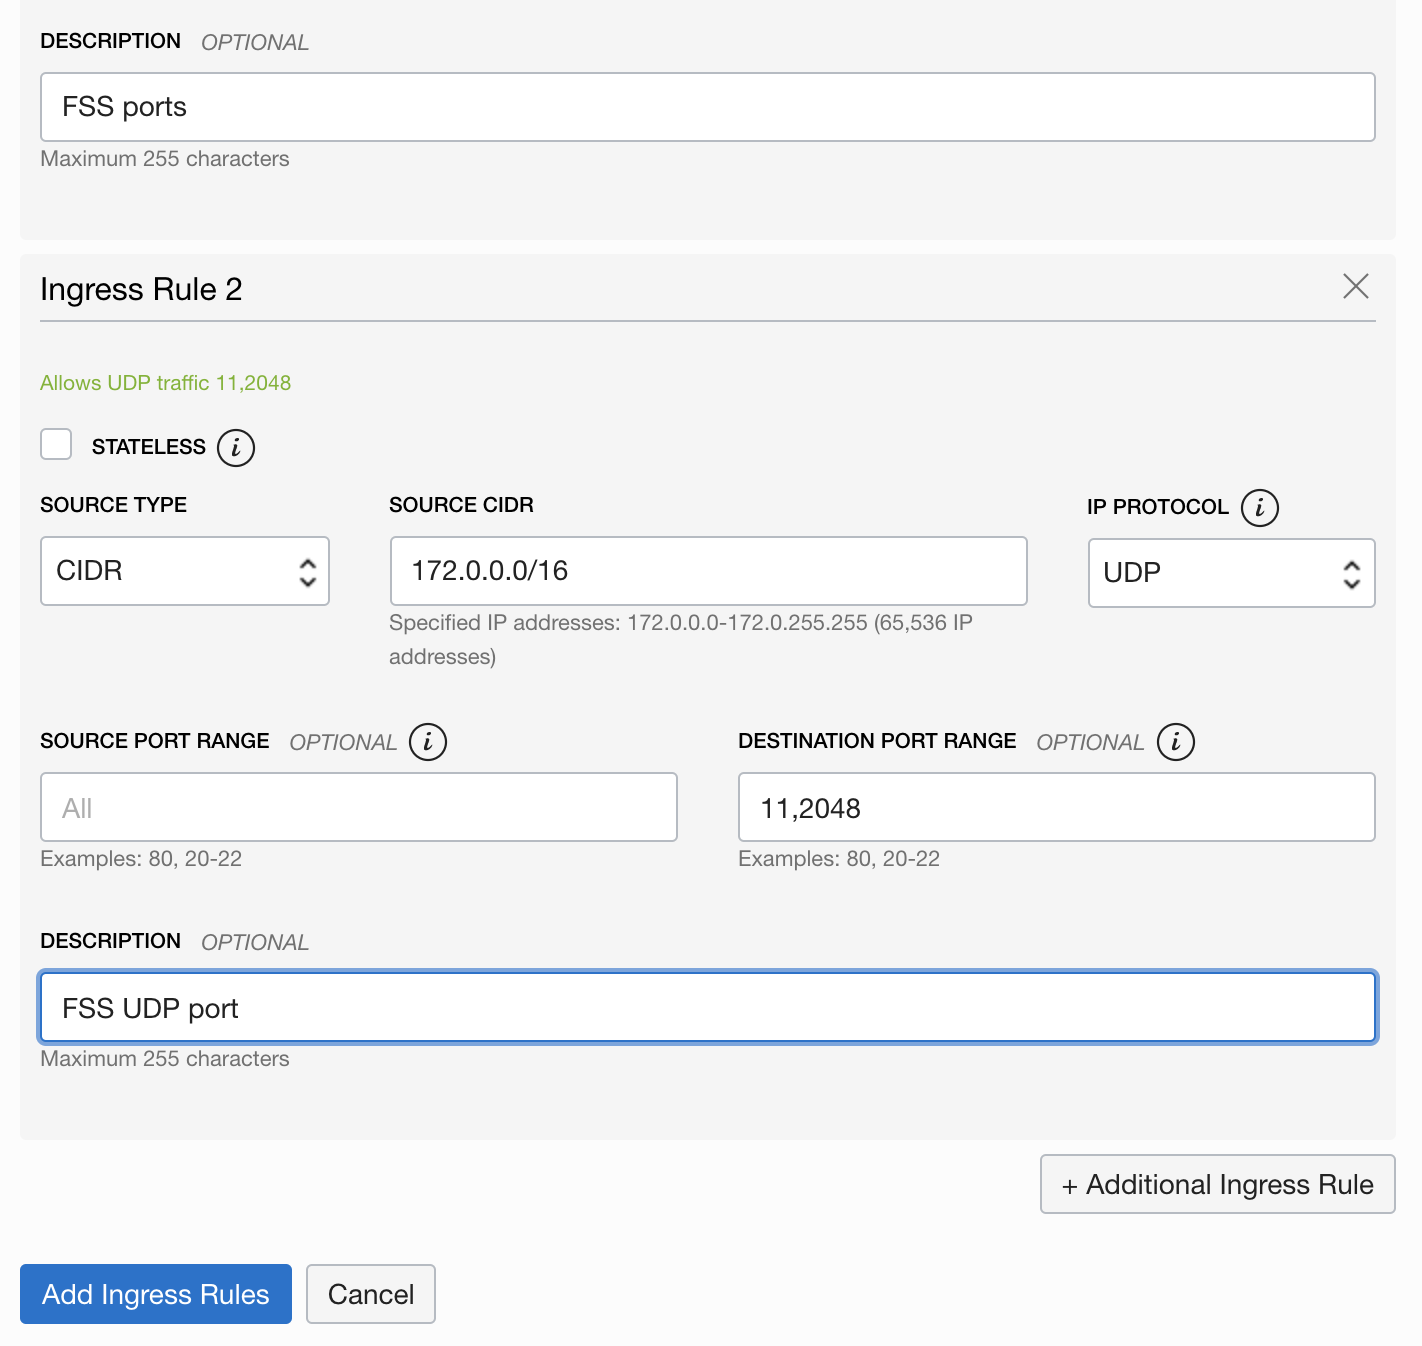 DESCRIPTION OPTIONAL
FSS ports
Maximum 255 characters
Ingress Rule 2
Allows UDP traffic 11,2048
STATELESS i
SOURCE TYPE SOURCE CIDR IP PROTOCOL i
CIDR 172.0.0.0/16 UDP
Specified IP addresses: 172.0.0.0-172.0.255.255 (65,536 IP
addresses)
SOURCE PORT RANGE OPTIONAL i DESTINATION PORT RANGE OPTIONAL i
All 11,2048
Examples: 80, 20-22 Examples: 80, 20-22
DESCRIPTION OPTIONAL
FSS UDP port
Maximum 255 characters
+ Additional Ingress Rule
Add Ingress Rules Cancel